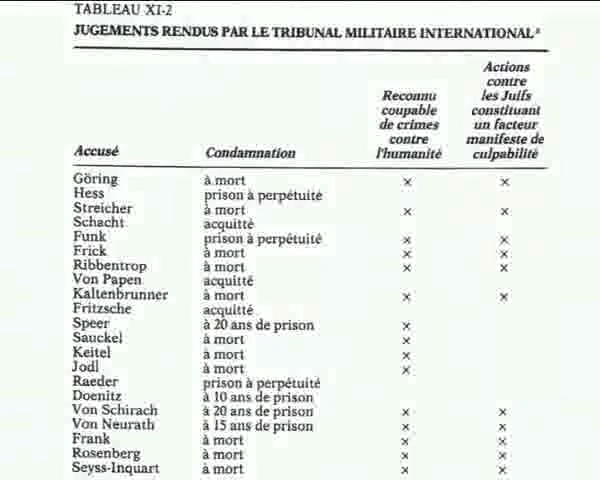 TABLEAU XI-2
JUGEMENTS RENDUS PAR LE TRIBUNAL MILITAIRE INTERNATIONAL a
Accusé Condamnation Reconnu coupable de crimes contre l'humanité Actions contre les Juifs constituant un facteur manifeste de culpabilité
Göring à mort × ×
Hess prison à perpétuité
Streicher à mort × ×
Schacht acquitté
Funk prison à perpétuité × ×
Frick à mort × ×
Ribbentrop à mort × ×
Von Papen acquitté
Kaltenbrunner à mort × ×
Fritzsche acquitté
Speer à 20 ans de prison ×
Sauckel à mort ×
Keitel à mort ×
Jodl à mort ×
Raeder prison à perpétuité
Doenitz à 10 ans de prison
Von Schirach à 20 ans de prison × ×
Von Neurath à 15 ans de prison × ×
Frank à mort × ×
Rosenberg à mort × ×
Seyss-Inquart à mort × ×